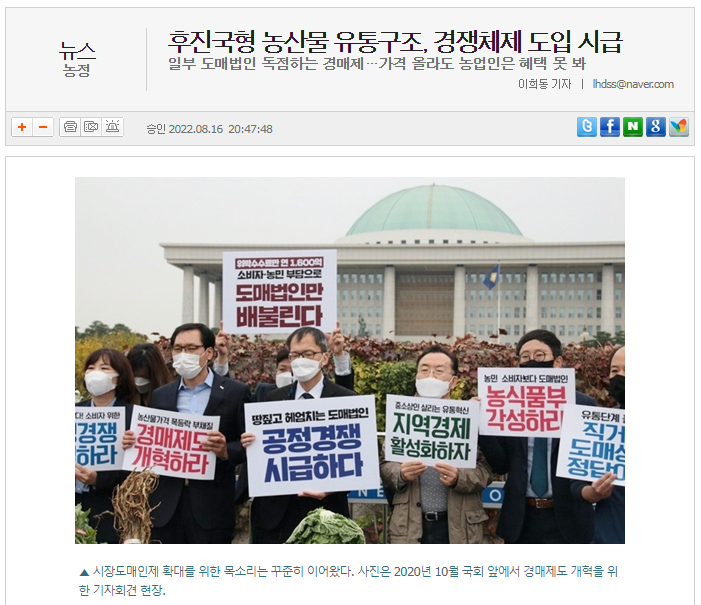 뉴스
농정
후진국형 농산물 유통구조, 경쟁체제 도입 시급
일부 도매법인 독점하는 경매제…가격 올라도 농업인은 혜택 못 봐
이희동 기자 | lhdss@naver.com
승인 2022.08.16 20:47:48
위탁수수료만 연 1,600억
소비자·농민 부담으로
도매법인만
배불린다
다! 소비자 위한
경쟁
하라
농산물가격 폭등락 부채질
경매제도
개혁하라
땅짚고 헤엄치는 도매법인
공정경쟁
시급하다
중소상인 살리는 유통혁신
지역경제
활성화하자
농민 소비자보다 도매법인
농식품부
각성하라
유통단계
직거
도매상
정답이
▲ 시장도매인제 확대를 위한 목소리는 꾸준히 이어왔다. 사진은 2020년 10월 국회 앞에서 경매제도 개혁을 위
한 기자회견 현장.